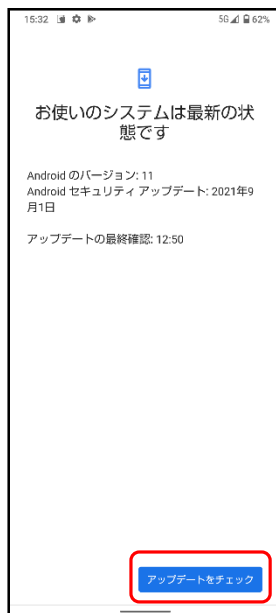 15:32 5G 62%
お使いのシステムは最新の状
態です
Android のバージョン: 11
Android セキュリティ アップデート: 2021年9
月1日
アップデートの最終確認: 12:50
アップデートをチェック